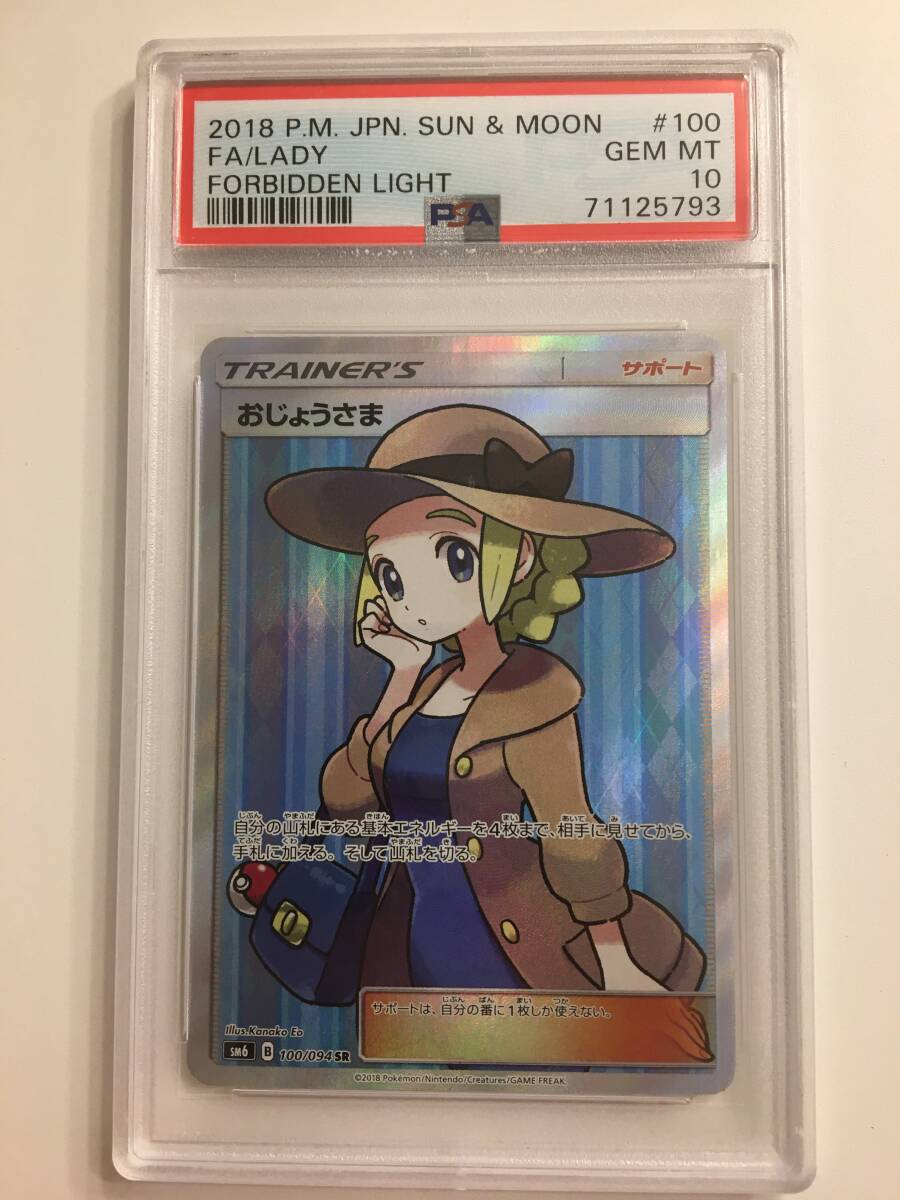 2018 P.M. JPN. SUN & MOON #100
FA/LADY GEM MT
FORBIDDEN LIGHT 10
PSA 71125793
TRAINER'S サポート
おじょうさま
自分の山札にある基本エネルギーを4枚まで、相手に見せてから、
手札に加える。そして山札を切る。
サポートは、自分の番に1枚しか使えない。
Illus.Kanako Eo
SM6 B 100/094 SR
©2018 Pokémon/Nintendo/Creatures/GAME FREAK.